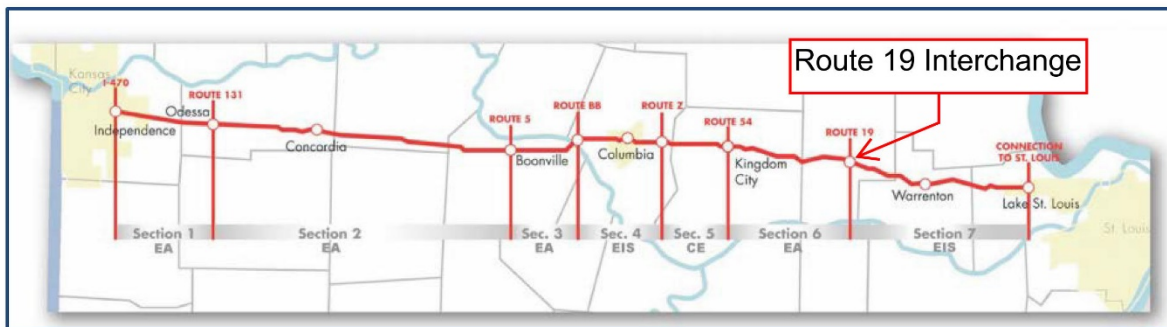 Route 19 Interchange
Kansas
City
I-470
Independence
Odessa
ROUTE 131
Concordia
ROUTE 5
Boonville
ROUTE BB
Columbia
ROUTE Z
ROUTE 54
Kingdom
City
ROUTE 19
Warrenton
CONNECTION
TO ST. LOUIS
Lake St. Louis
St. Louis
Section 1
EA
Section 2
EA
Sec. 3
EA
Sec. 4
EIS
Sec. 5
CE
Section 6
EA
Section 7
EIS